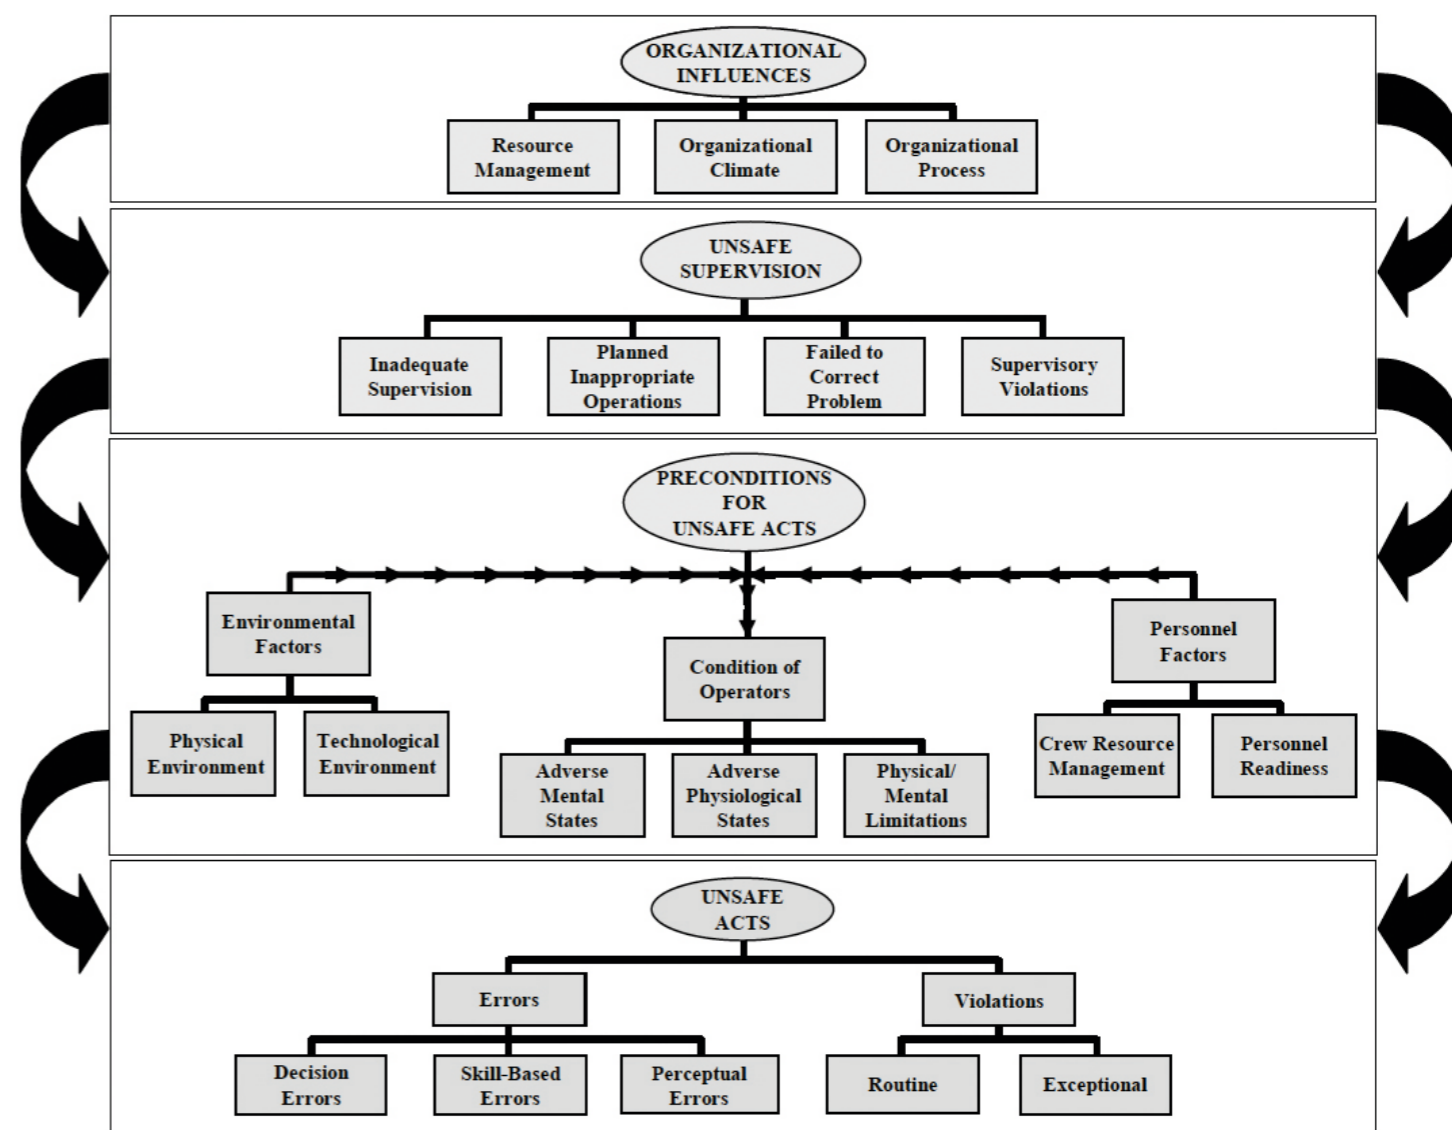 ORGANIZATIONAL
INFLUENCES
Resource
Management
Organizational
Climate
Organizational
Process
UNSAFE
SUPERVISION
Inadequate
Supervision
Planned
Inappropriate
Operations
Failed to
Correct
Problem
Supervisory
Violations
PRECONDITIONS
FOR
UNSAFE ACTS
Environmental
Factors
Condition of
Operators
Personnel
Factors
Physical
Environment
Technological
Environment
Adverse
Mental
States
Adverse
Physiological
States
Physical/
Mental
Limitations
Crew Resource
Management
Personnel
Readiness
UNSAFE
ACTS
Errors
Violations
Decision
Errors
Skill-Based
Errors
Perceptual
Errors
Routine
Exceptional